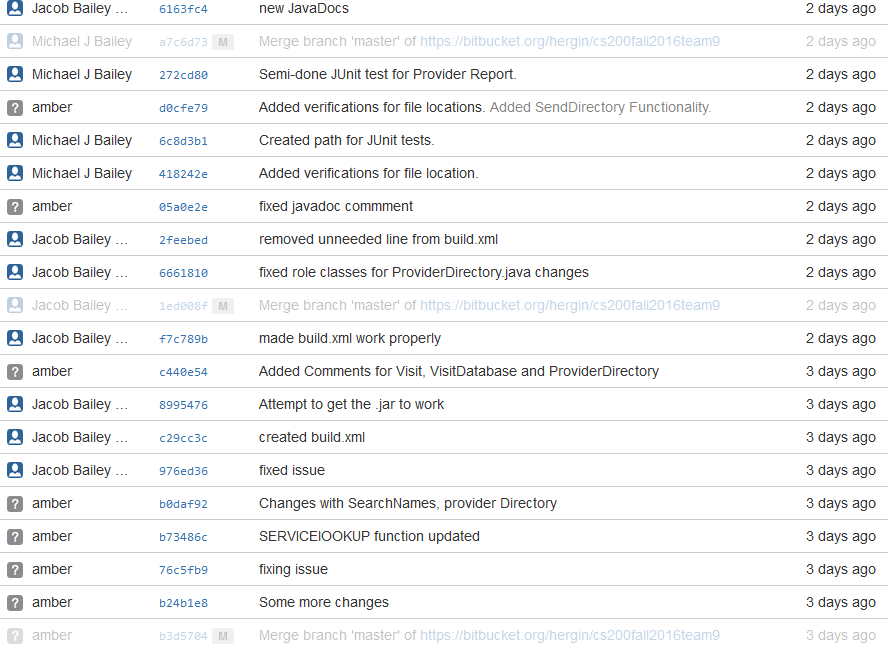 Jacob Bailey … 6163fc4 new JavaDocs 2 days ago
Michael J Bailey a7c6d73 M Merge branch 'master' of https://bitbucket.org/hergin/cs200fall2016team9 2 days ago
Michael J Bailey 272cd80 Semi-done JUnit test for Provider Report. 2 days ago
? amber d0cfe79 Added verifications for file locations. Added SendDirectory Functionality. 2 days ago
Michael J Bailey 6c8d3b1 Created path for JUnit tests. 2 days ago
Michael J Bailey 418242e Added verifications for file location. 2 days ago
? amber 05a0e2e fixed javadoc commment 2 days ago
Jacob Bailey … 2feebed removed unneeded line from build.xml 2 days ago
Jacob Bailey … 6661810 fixed role classes for ProviderDirectory.java changes 2 days ago
Jacob Bailey … 1ed008f M Merge branch 'master' of https://bitbucket.org/hergin/cs200fall2016team9 2 days ago
Jacob Bailey … f7c789b made build.xml work properly 2 days ago
? amber c440e54 Added Comments for Visit, VisitDatabase and ProviderDirectory 3 days ago
Jacob Bailey … 8995476 Attempt to get the .jar to work 3 days ago
Jacob Bailey … c29cc3c created build.xml 3 days ago
Jacob Bailey … 976ed36 fixed issue 3 days ago
? amber b0daf92 Changes with SearchNames, provider Directory 3 days ago
? amber b73486c SERVICElOOKUP function updated 3 days ago
? amber 76c5fb9 fixing issue 3 days ago
? amber b24b1e8 Some more changes 3 days ago
? amber b3d5704 M Merge branch 'master' of https://bitbucket.org/hergin/cs200fall2016team9 3 days ago